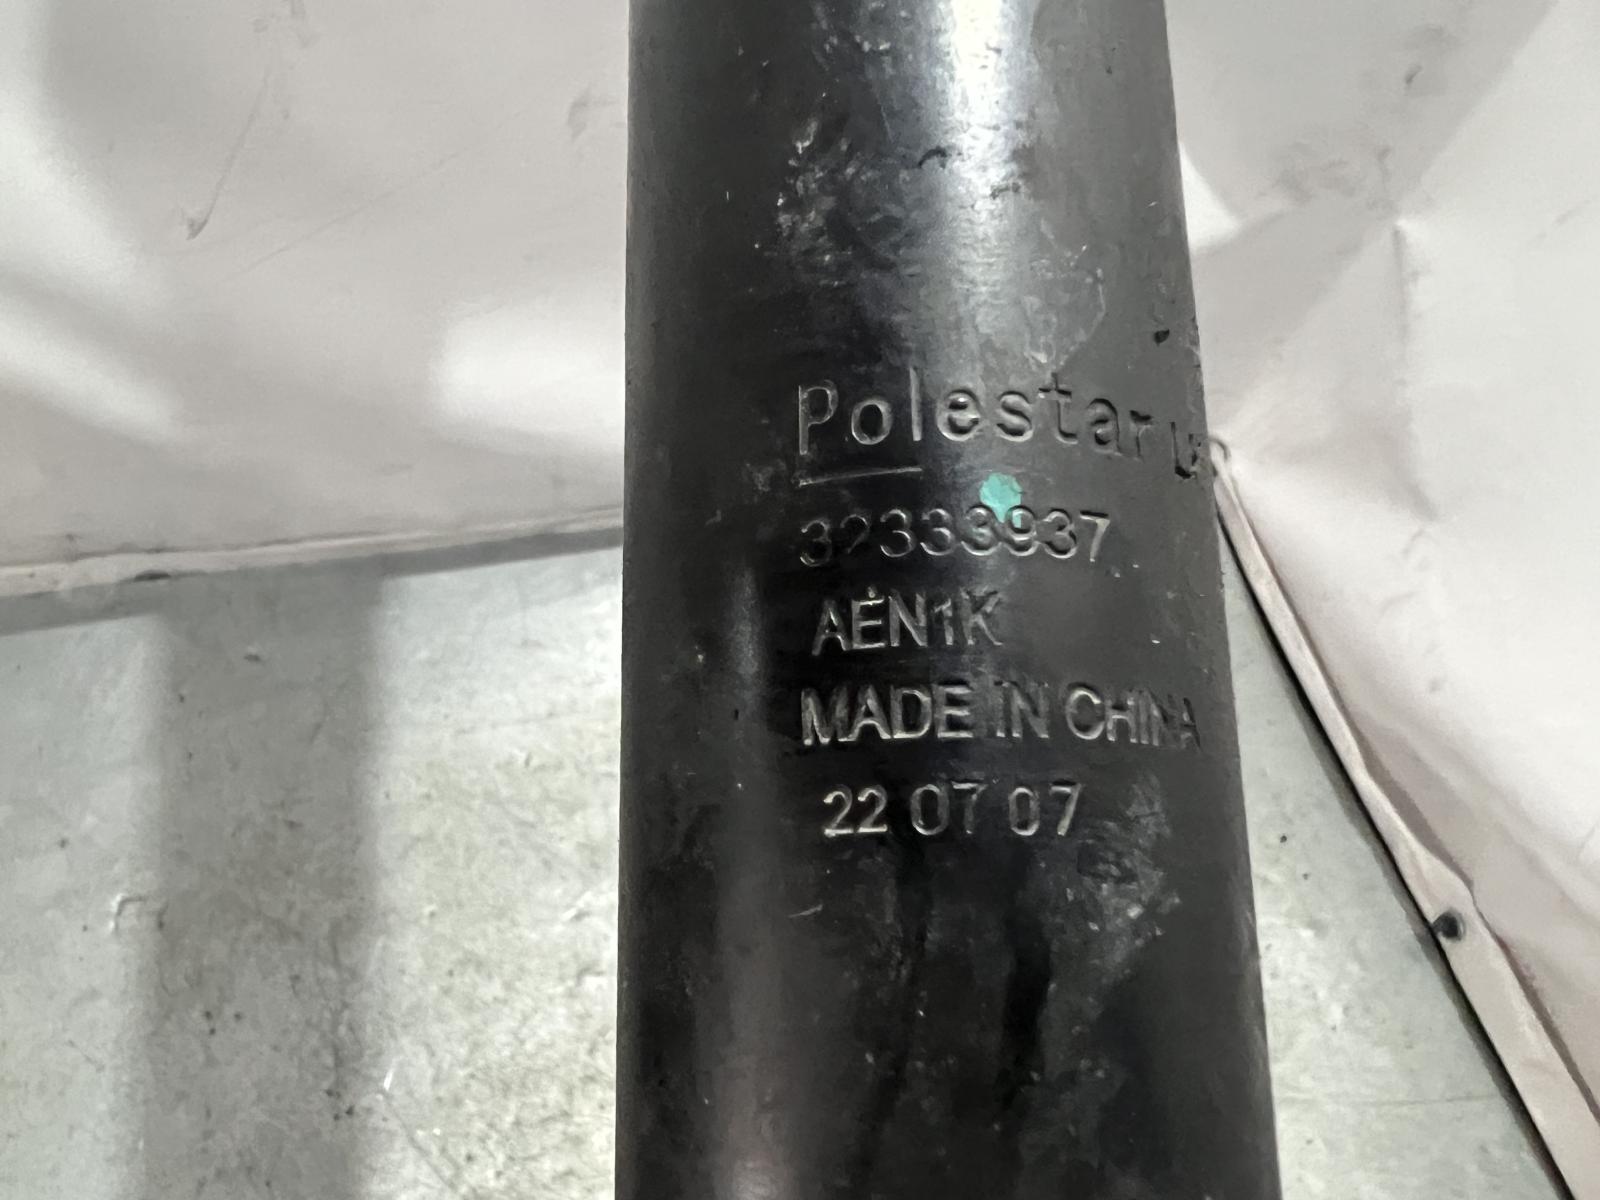 Polestar
32333937
AEN1K
MADE IN CHINA
22 07 07